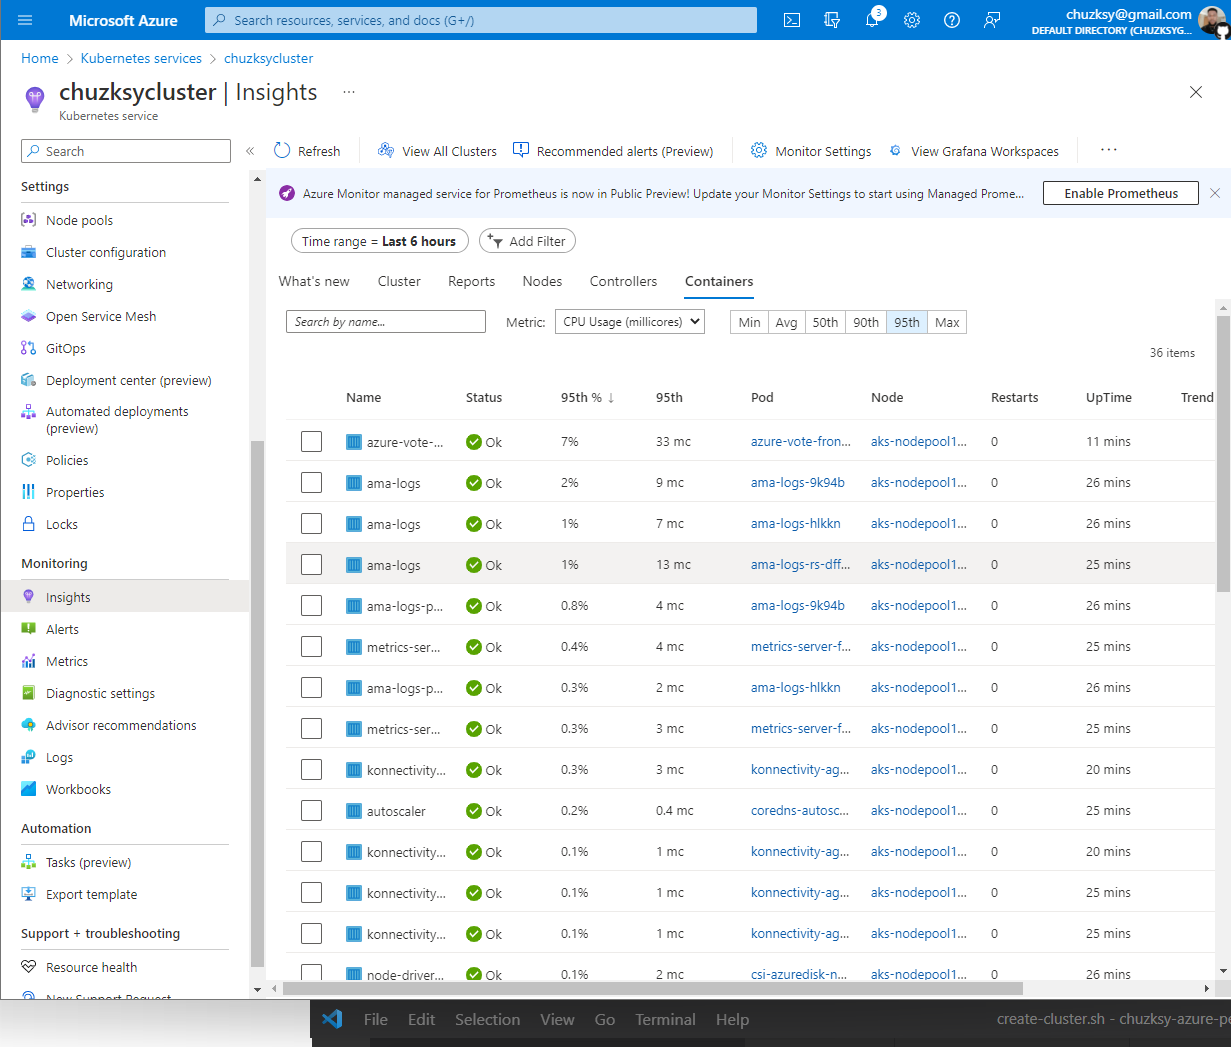 Microsoft Azure
Search resources, services, and docs (G+/)
3
chuzksy@gmail.com
DEFAULT DIRECTORY (CHUZKSYG...
Home > Kubernetes services > chuzksycluster
chuzksycluster | Insights ...
Kubernetes service
Search
«
Refresh
View All Clusters
Recommended alerts (Preview)
Monitor Settings
View Grafana Workspaces
...
Azure Monitor managed service for Prometheus is now in Public Preview! Update your Monitor Settings to start using Managed Prome...
Enable Prometheus
Settings
Node pools
Cluster configuration
Networking
Open Service Mesh
GitOps
Deployment center (preview)
Automated deployments
(preview)
Policies
Properties
Locks
Monitoring
Insights
Alerts
Metrics
Diagnostic settings
Advisor recommendations
Logs
Workbooks
Automation
Tasks (preview)
Export template
Support + troubleshooting
Resource health
New Support Request
Time range = Last 6 hours
Add Filter
What's new Cluster Reports Nodes Controllers Containers
Search by name...
Metric: CPU Usage (millicores)
Min Avg 50th 90th 95th Max
36 items
Name Status 95th % ↓ 95th Pod Node Restarts UpTime Trend
azure-vote-... Ok 7% 33 mc azure-vote-fron... aks-nodepool1... 0 11 mins
ama-logs Ok 2% 9 mc ama-logs-9k94b aks-nodepool1... 0 26 mins
ama-logs Ok 1% 7 mc ama-logs-hlkkn aks-nodepool1... 0 26 mins
ama-logs Ok 1% 13 mc ama-logs-rs-dff... aks-nodepool1... 0 25 mins
ama-logs-p... Ok 0.8% 4 mc ama-logs-9k94b aks-nodepool1... 0 26 mins
metrics-ser... Ok 0.4% 4 mc metrics-server-f... aks-nodepool1... 0 25 mins
ama-logs-p... Ok 0.3% 2 mc ama-logs-hlkkn aks-nodepool1... 0 26 mins
metrics-ser... Ok 0.3% 3 mc metrics-server-f... aks-nodepool1... 0 25 mins
konnectivity... Ok 0.3% 3 mc konnectivity-ag... aks-nodepool1... 0 20 mins
autoscaler Ok 0.2% 0.4 mc coredns-autosc... aks-nodepool1... 0 25 mins
konnectivity... Ok 0.1% 1 mc konnectivity-ag... aks-nodepool1... 0 20 mins
konnectivity... Ok 0.1% 1 mc konnectivity-ag... aks-nodepool1... 0 25 mins
konnectivity... Ok 0.1% 1 mc konnectivity-ag... aks-nodepool1... 0 25 mins
node-driver... Ok 0.1% 2 mc csi-azuredisk-n... aks-nodepool1... 0 26 mins
File Edit Selection View Go Terminal Help
create-cluster.sh - chuzksy-azure-pe